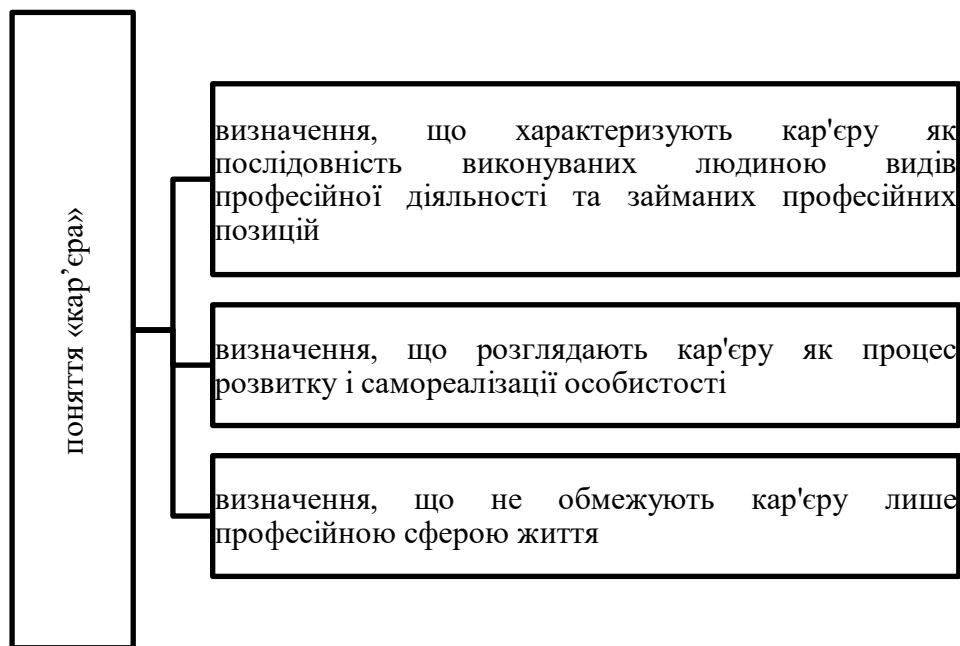 поняття «кар’єра»
визначення, що характеризують кар'єру як
послідовність виконуваних людиною видів
професійної діяльності та займаних професійних
позицій
визначення, що розглядають кар'єру як процес
розвитку і самореалізації особистості
визначення, що не обмежують кар'єру лише
професійною сферою життя